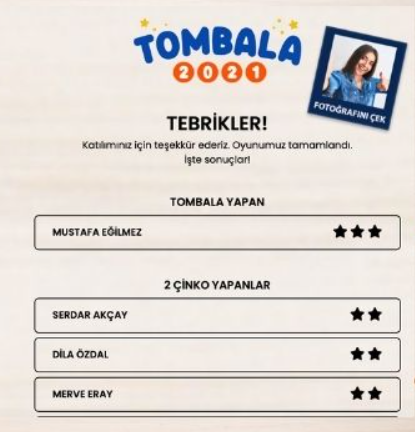 TOMBALA
2021
FOTOĞRAFINI ÇEK
TEBRİKLER!
Katılımınız için teşekkür ederiz. Oyunumuz tamamlandı.
İşte sonuçlar!
TOMBALA YAPAN
MUSTAFA EĞİLMEZ
2 ÇİNKO YAPANLAR
SERDAR AKÇAY
DİLA ÖZDAL
MERVE ERAY